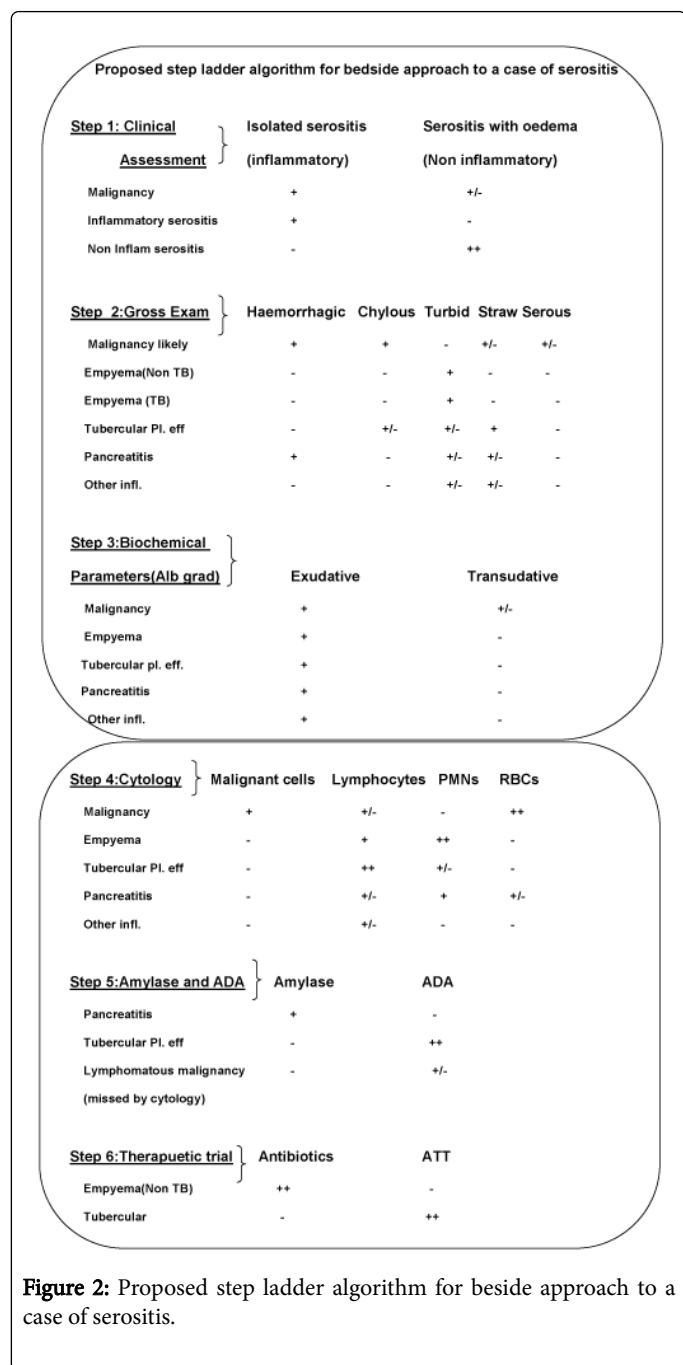 Proposed step ladder algorithm for bedside approach to a case of serositis
Step 1: Clinical } Isolated serositis Serositis with oedema
Assessment (inflammatory) (Non inflammatory)
Malignancy + +/-
Inflammatory serositis + -
Non Inflam serositis - ++
Step 2:Gross Exam } Haemorrhagic Chylous Turbid Straw Serous
Malignancy likely + + - +/- +/-
Empyema(Non TB) - - + - -
Empyema (TB) - - + - -
Tubercular Pl. eff - +/- +/- + -
Pancreatitis + - +/- +/- -
Other infl. - - +/- +/- -
Step 3:Biochemical }
Parameters(Alb grad) Exudative Transudative
Malignancy + +/-
Empyema + -
Tubercular pl. eff. + -
Pancreatitis + -
Other infl. + -
Step 4:Cytology } Malignant cells Lymphocytes PMNs RBCs
Malignancy + +/- - ++
Empyema - + ++ -
Tubercular Pl. eff - ++ +/- -
Pancreatitis - +/- + +/-
Other infl. - +/- - -
Step 5:Amylase and ADA } Amylase ADA
Pancreatitis + -
Tubercular Pl. eff - ++
Lymphomatous malignancy - +/-
(missed by cytology)
Step 6:Therapuetic trial } Antibiotics ATT
Empyema(Non TB) ++ -
Tubercular - ++
Figure 2: Proposed step ladder algorithm for beside approach to a
case of serositis.